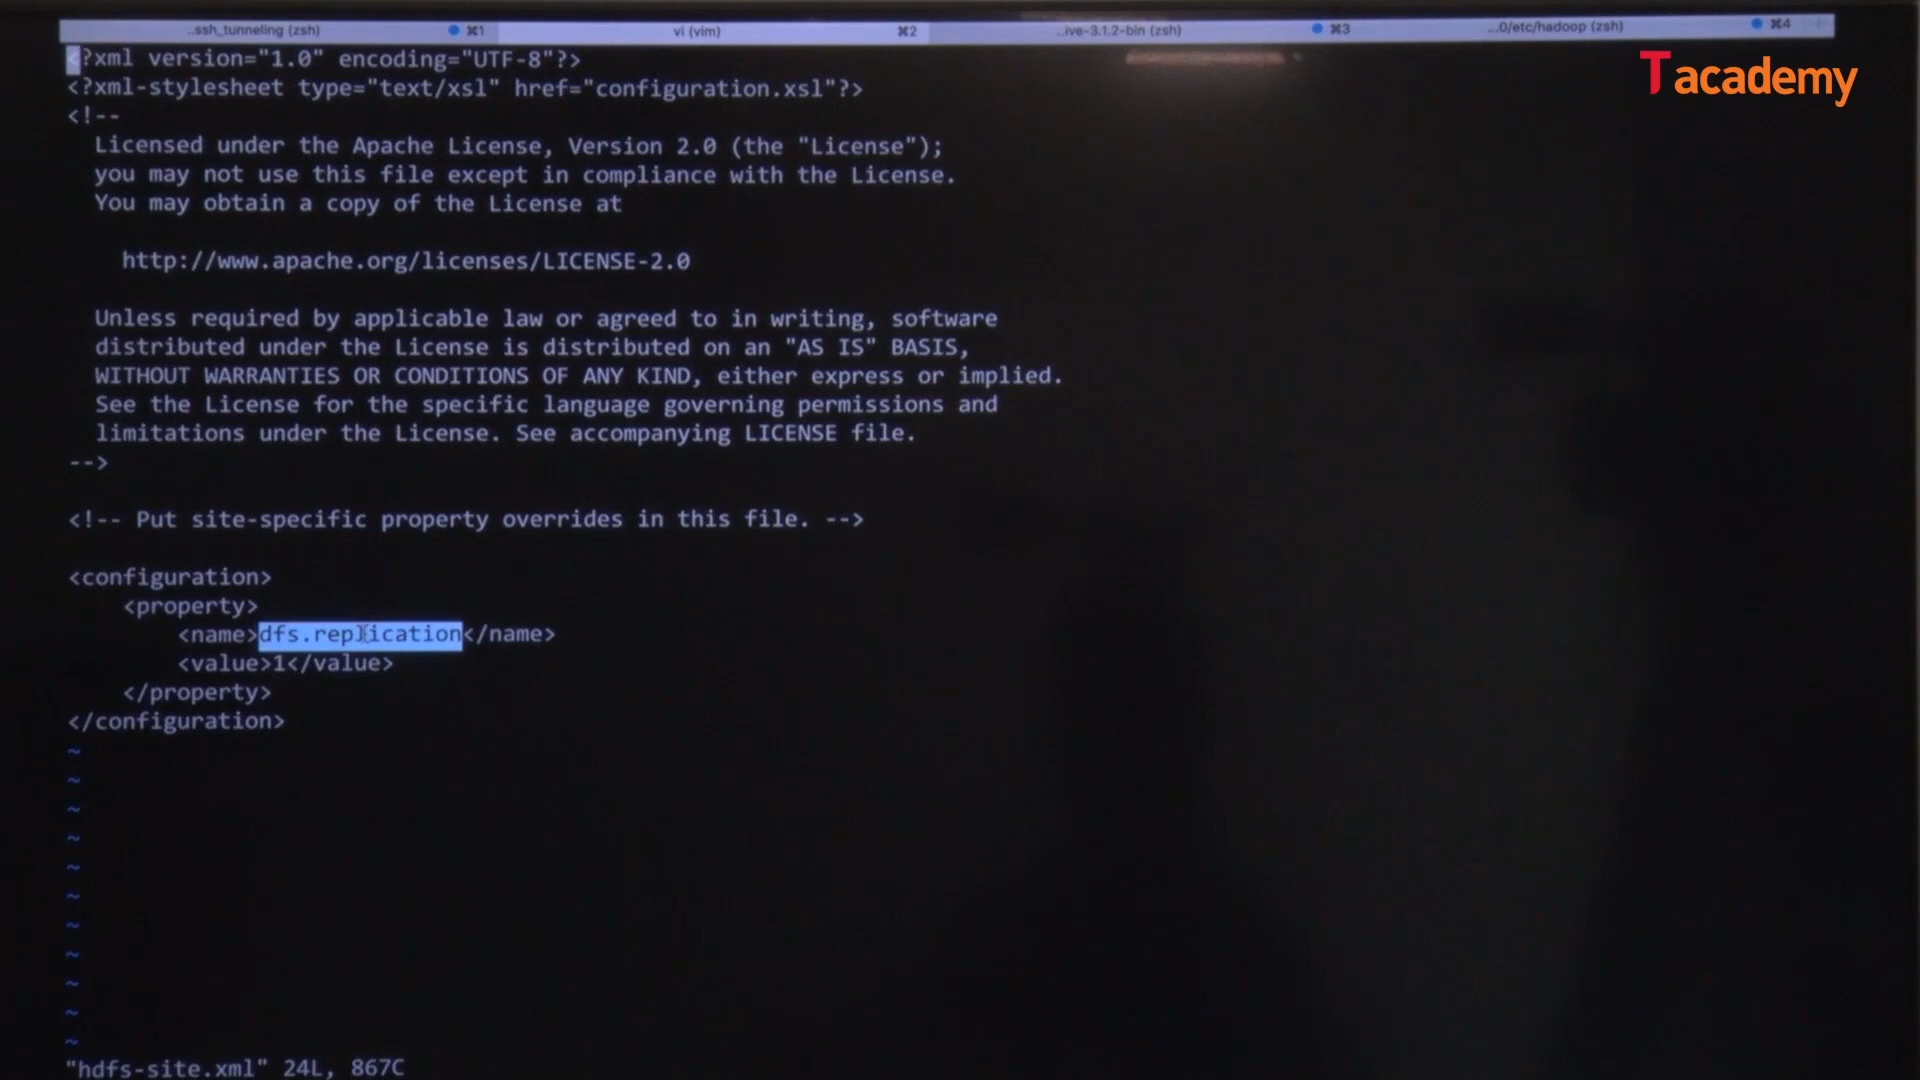 ..ssh_tunneling (zsh) ⌘1 vi (vim) ⌘2 ..ive-3.1.2-bin (zsh) ⌘3 ...0/etc/hadoop (zsh) ⌘4
T academy
<?xml version="1.0" encoding="UTF-8"?>
<?xml-stylesheet type="text/xsl" href="configuration.xsl"?>
<!--
Licensed under the Apache License, Version 2.0 (the "License");
you may not use this file except in compliance with the License.
You may obtain a copy of the License at
http://www.apache.org/licenses/LICENSE-2.0
Unless required by applicable law or agreed to in writing, software
distributed under the License is distributed on an "AS IS" BASIS,
WITHOUT WARRANTIES OR CONDITIONS OF ANY KIND, either express or implied.
See the License for the specific language governing permissions and
limitations under the License. See accompanying LICENSE file.
-->
<!-- Put site-specific property overrides in this file. -->
<configuration>
<property>
<name>dfs.replication</name>
<value>1</value>
</property>
</configuration>
~
~
~
~
~
~
~
~
~
~
~
"hdfs-site.xml" 24L, 867C